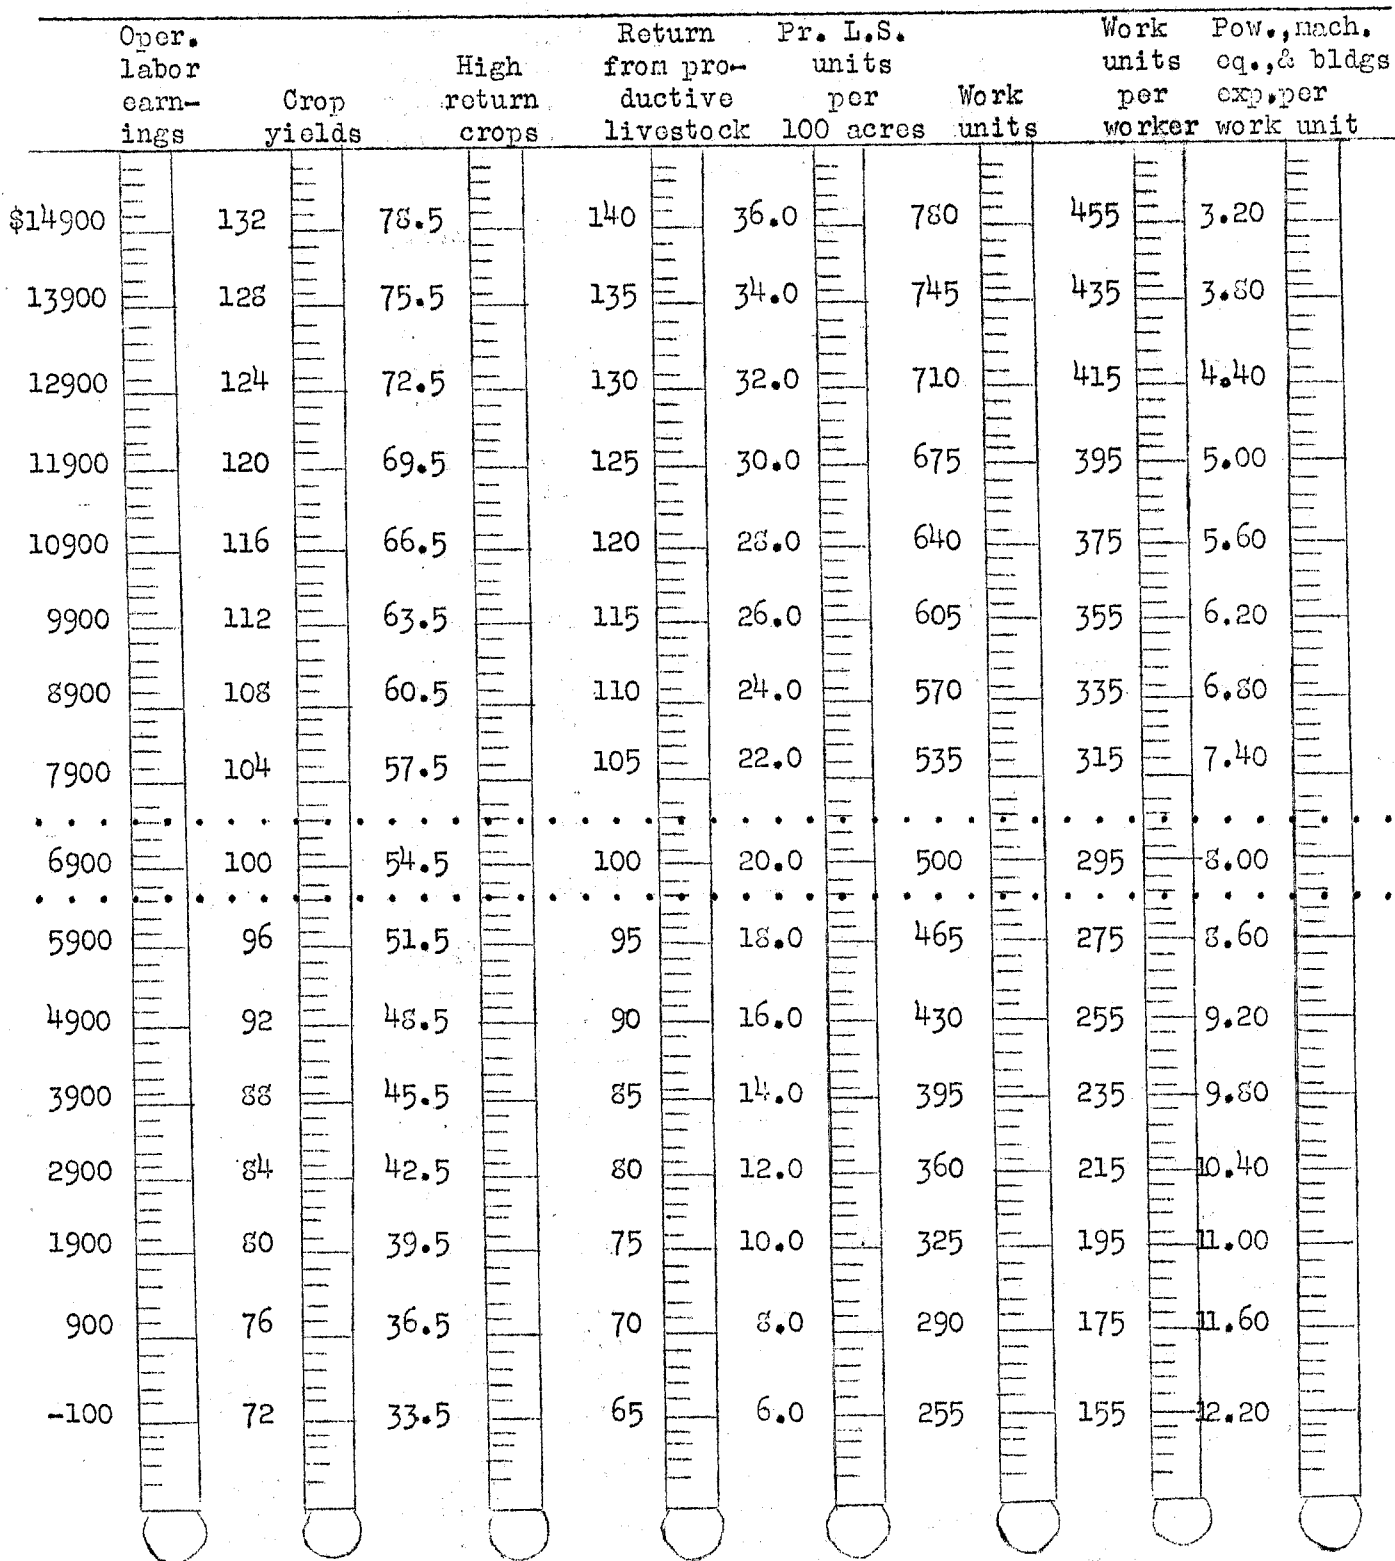 Oper. Return Pr. L.S. Work Pow.,mach.
labor High from pro- units units eq.,& bldgs
earn- Crop return ductive per Work per exp.per
ings yields crops livestock 100 acres units worker work unit
$14900 132 78.5 140 36.0 780 455 3.20
13900 128 75.5 135 34.0 745 435 3.80
12900 124 72.5 130 32.0 710 415 4.40
11900 120 69.5 125 30.0 675 395 5.00
10900 116 66.5 120 28.0 640 375 5.60
9900 112 63.5 115 26.0 605 355 6.20
8900 108 60.5 110 24.0 570 335 6.80
7900 104 57.5 105 22.0 535 315 7.40
6900 100 54.5 100 20.0 500 295 8.00
5900 96 51.5 95 18.0 465 275 8.60
4900 92 48.5 90 16.0 430 255 9.20
3900 88 45.5 85 14.0 395 235 9.80
2900 84 42.5 80 12.0 360 215 10.40
1900 80 39.5 75 10.0 325 195 11.00
900 76 36.5 70 8.0 290 175 11.60
-100 72 33.5 65 6.0 255 155 12.20